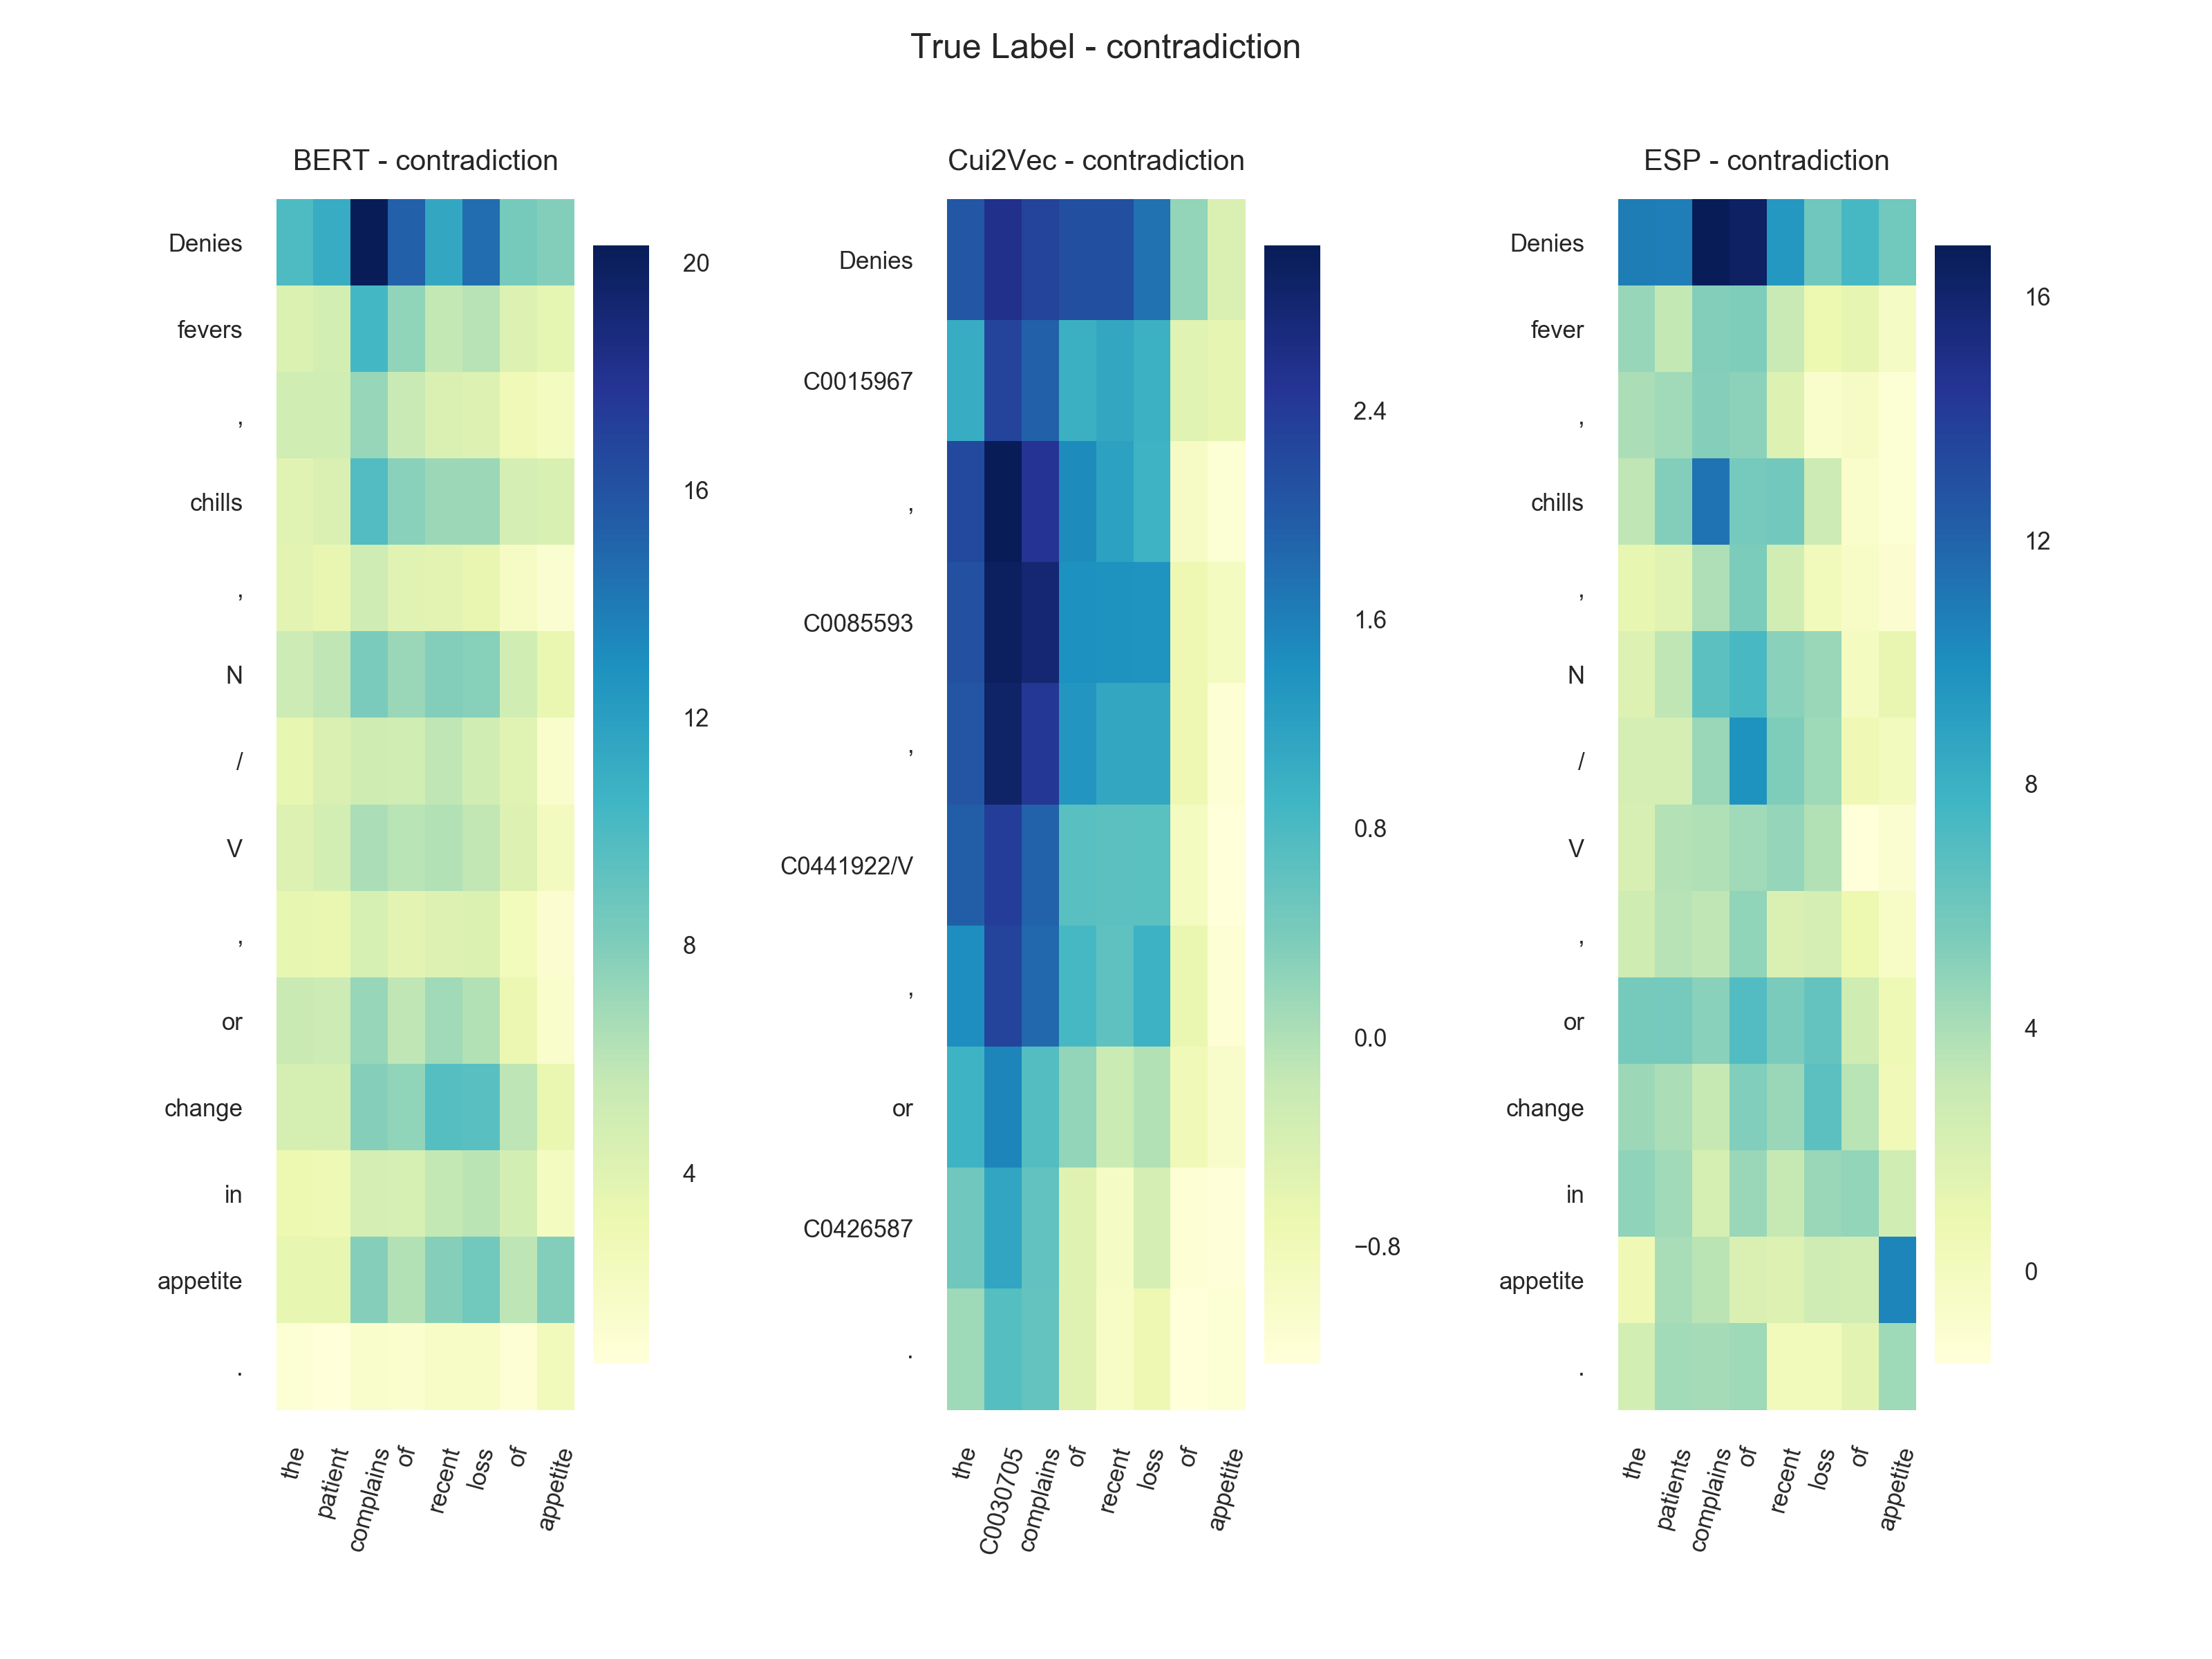 True Label - contradiction
BERT - contradiction
Denies
fevers
,
chills
,
N
/
V
,
or
change
in
appetite
.
the
patient
complains
of
recent
loss
of
appetite
20
16
12
8
4
Cui2Vec - contradiction
Denies
C0015967
,
C0085593
,
C0441922/V
,
or
C0426587
.
the
C0030705
complains
of
recent
loss
of
appetite
2.4
1.6
0.8
0.0
−0.8
ESP - contradiction
Denies
fever
,
chills
,
N
/
V
,
or
change
in
appetite
.
the
patients
complains
of
recent
loss
of
appetite
16
12
8
4
0